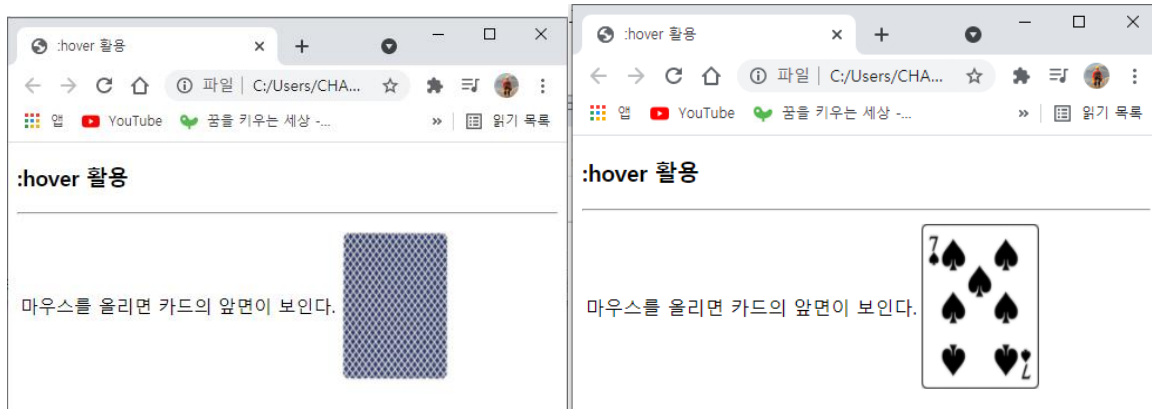 :hover 활용
파일 | C:/Users/CHA...
앱 YouTube 꿈을 키우는 세상 -... » 읽기 목록
:hover 활용
마우스를 올리면 카드의 앞면이 보인다.
:hover 활용
파일 | C:/Users/CHA...
앱 YouTube 꿈을 키우는 세상 -... » 읽기 목록
:hover 활용
마우스를 올리면 카드의 앞면이 보인다.
7
7